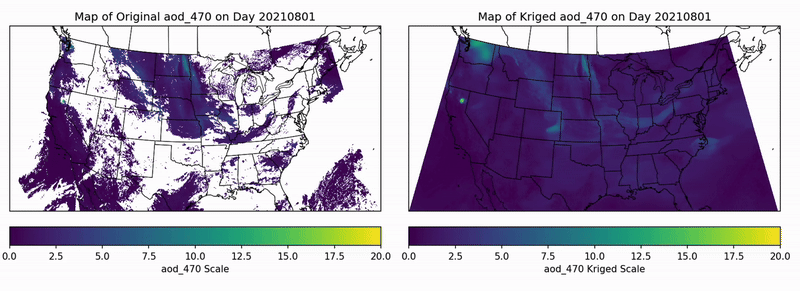 Map of Original aod_470 on Day 20210801
0.0 2.5 5.0 7.5 10.0 12.5 15.0 17.5 20.0
aod_470 Scale
Map of Kriged aod_470 on Day 20210801
0.0 2.5 5.0 7.5 10.0 12.5 15.0 17.5 20.0
aod_470 Kriged Scale